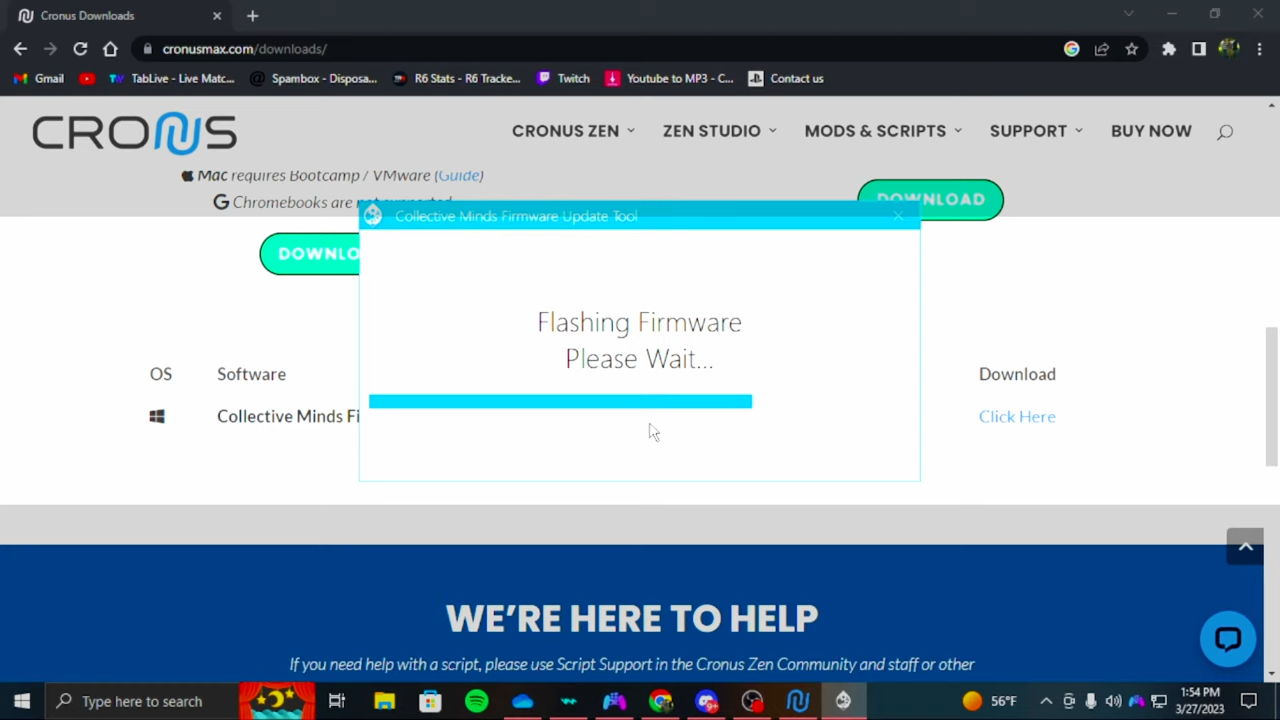 Cronus Downloads
cronusmax.com/downloads/
Gmail
TabLive - Live Matc...
Spambox - Disposa...
R6 Stats - R6 Tracke...
Twitch
Youtube to MP3 - C...
Contact us
CRONUS
CRONUS ZEN
ZEN STUDIO
MODS & SCRIPTS
SUPPORT
BUY NOW
Mac requires Bootcamp / VMware (Guide)
Chromebooks are not supported
DOWNLOAD
Collective Minds Firmware Update Tool
DOWNLO
Flashing Firmware
Please Wait...
OS Software Download
Collective Minds Fi Click Here
WE'RE HERE TO HELP
If you need help with a script, please use Script Support in the Cronus Zen Community and staff or other
Type here to search
56°F
1:54 PM
3/27/2023